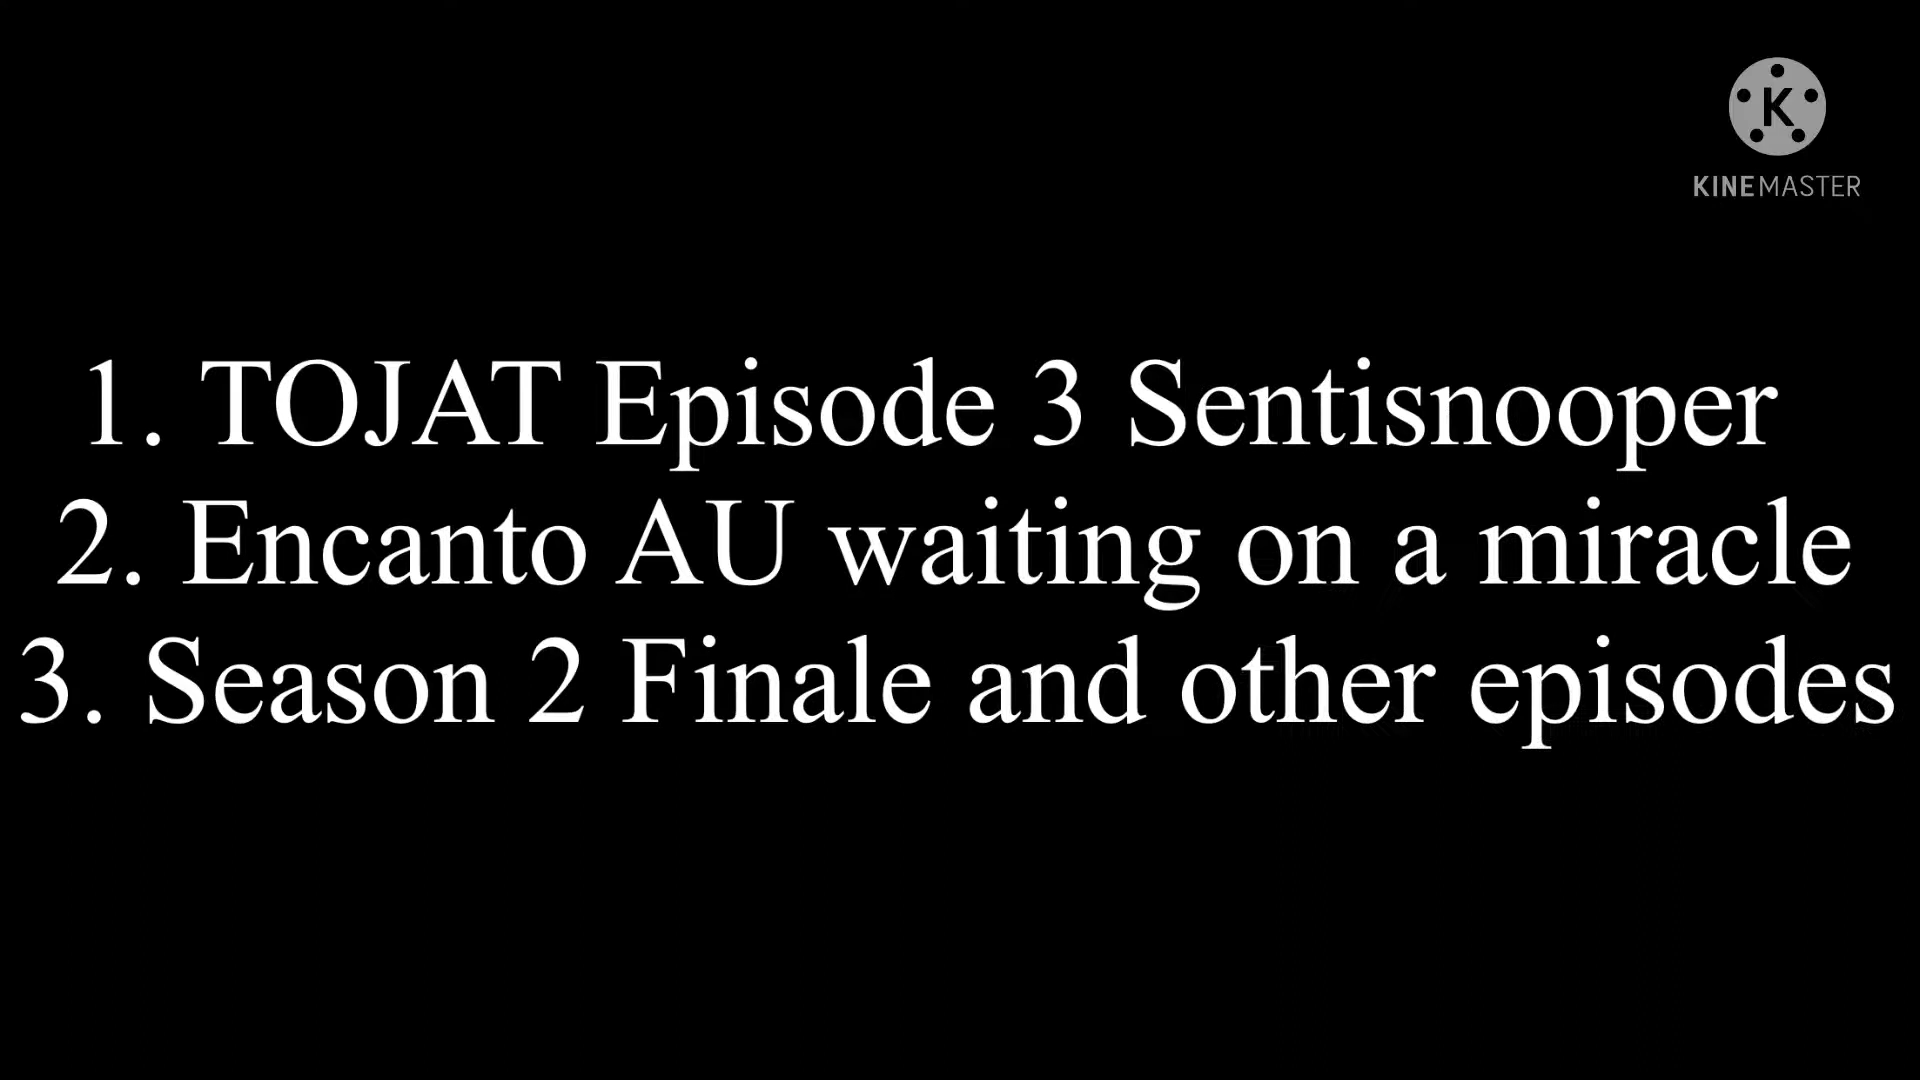 K
KINEMASTER
1. TOJAT Episode 3 Sentisnooper
2. Encanto AU waiting on a miracle
3. Season 2 Finale and other episodes